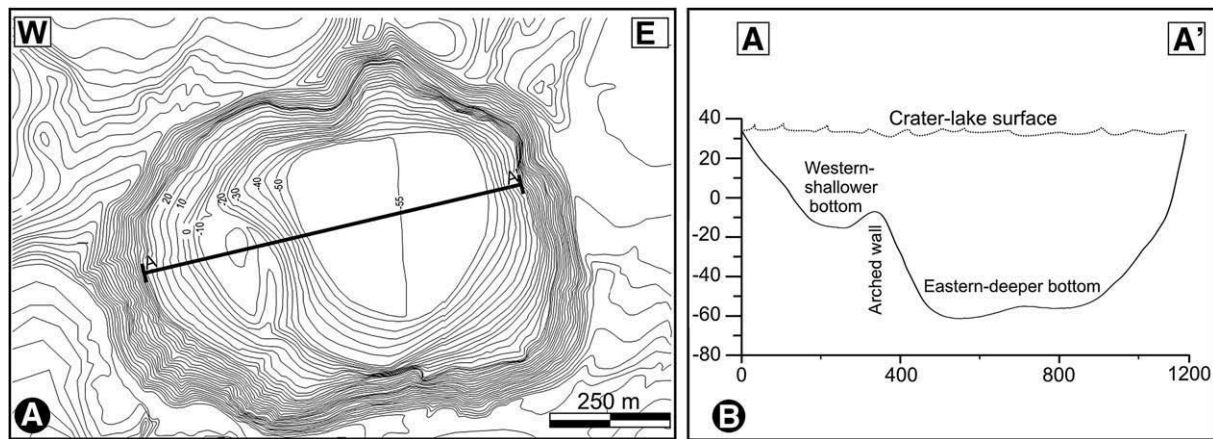 W
E
20
10
0
-10
-20
-30
-40
-50
-55
A
A'
250 m
A
A
A'
Crater-lake surface
Western-
shallower
bottom
Arched wall
Eastern-deeper bottom
40
20
0
-20
-40
-60
-80
0
400
800
1200
B